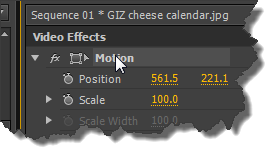 Sequence 01 * GIZ cheese calendar.jpg
Video Effects
fx Motion
Position 561.5 221.1
Scale 100.0
Scale Width 100.0